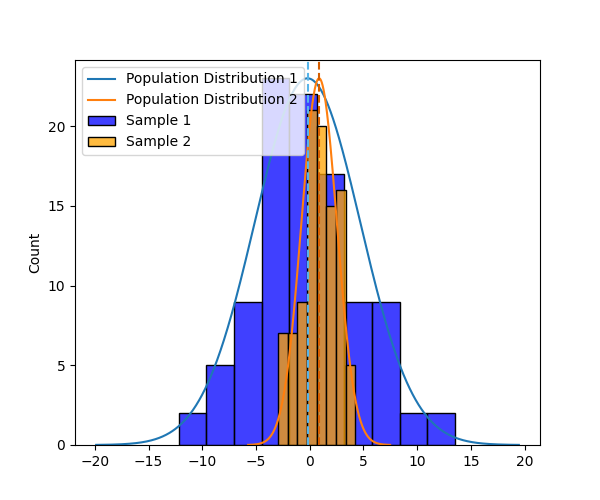 Population Distribution 1
Population Distribution 2
Sample 1
Sample 2
Count
20
15
10
5
0
−20 −15 −10 −5 0 5 10 15 20